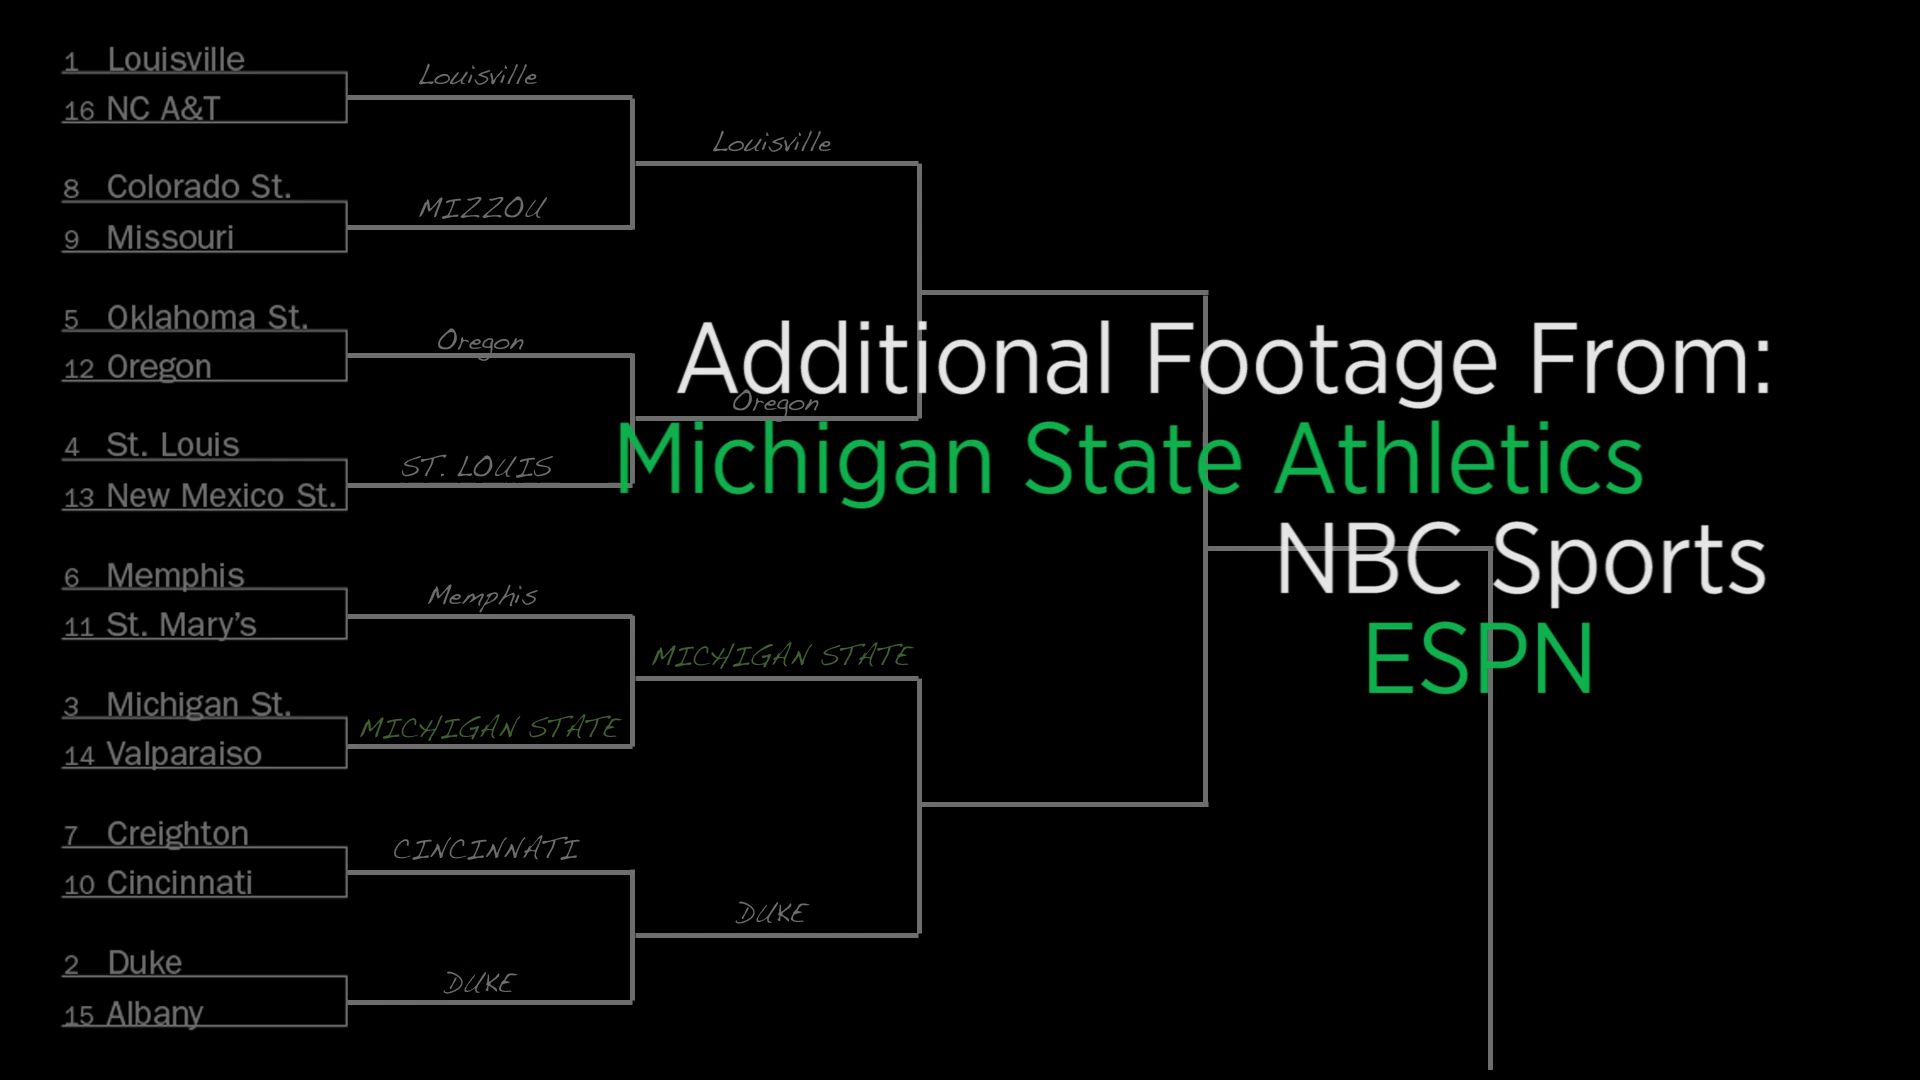 1 Louisville
16 NC A&T
8 Colorado St.
9 Missouri
5 Oklahoma St.
12 Oregon
4 St. Louis
13 New Mexico St.
6 Memphis
11 St. Mary's
3 Michigan St.
14 Valparaiso
7 Creighton
10 Cincinnati
2 Duke
15 Albany
Louisville
MIZZOU
Oregon
ST. LOUIS
Memphis
MICHIGAN STATE
CINCINNATI
DUKE
Louisville
Oregon
MICHIGAN STATE
DUKE
Additional Footage From:
Michigan State Athletics
NBC Sports
ESPN